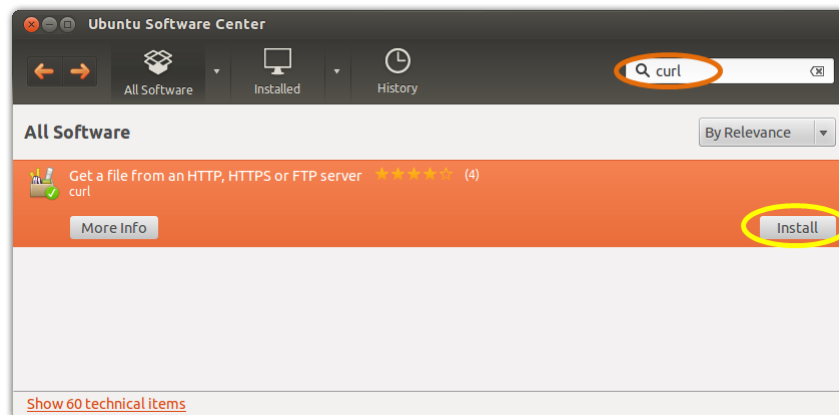 Ubuntu Software Center
All Software
Installed
History
curl
All Software
By Relevance
Get a file from an HTTP, HTTPS or FTP server (4)
curl
More Info
Install
Show 60 technical items